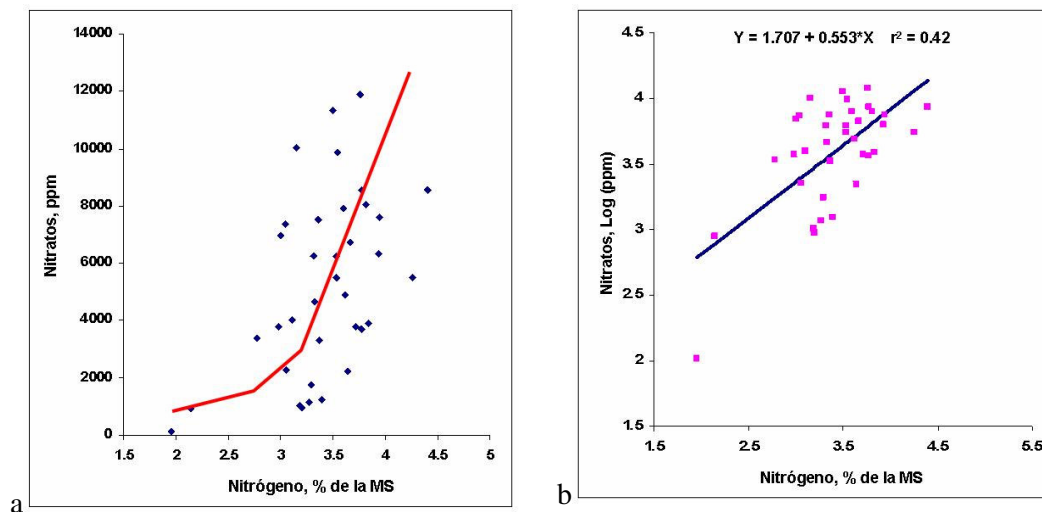 14000
12000
10000
8000
6000
4000
2000
0
Nitratos, ppm
1.5 2 2.5 3 3.5 4 4.5 5
Nitrógeno, % de la MS
a
Y = 1.707 + 0.553*X r² = 0.42
4.5
4
3.5
3
2.5
2
1.5
Nitratos, Log (ppm)
1.5 2.5 3.5 4.5 5.5
Nitrógeno, % de la MS
b